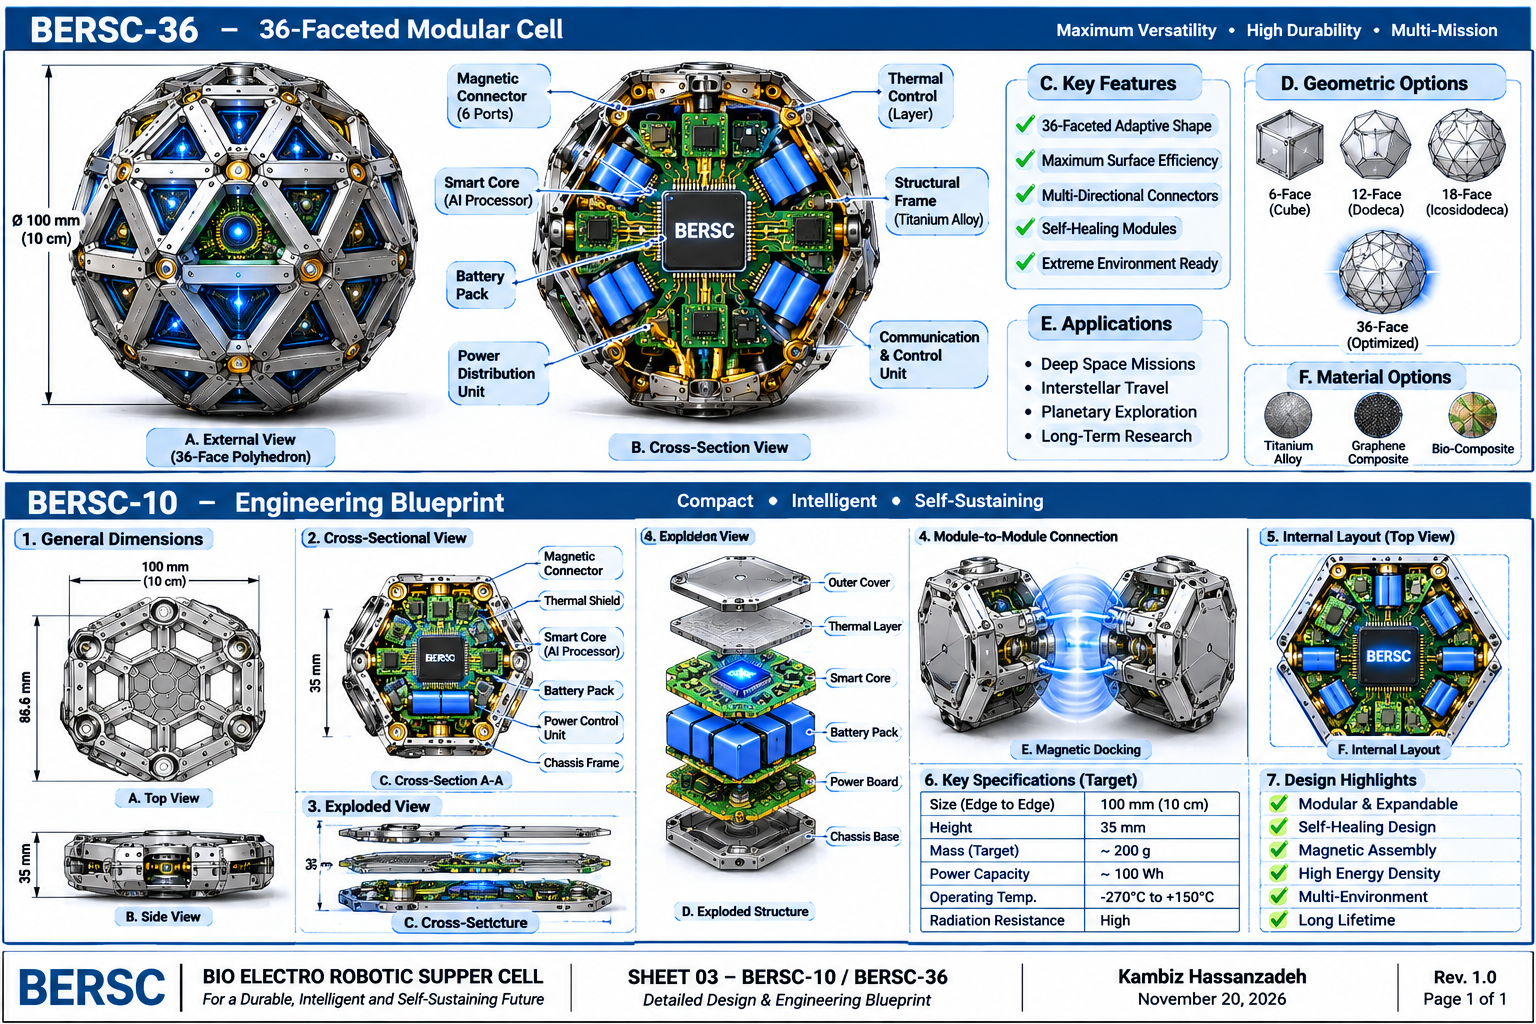 BERSC-36 – 36-Faceted Modular Cell
Maximum Versatility • High Durability • Multi-Mission
Ø 100 mm
(10 cm)
A. External View
(36-Face Polyhedron)
Magnetic
Connector
(6 Ports)
Smart Core
(AI Processor)
Battery
Pack
Power
Distribution
Unit
BERSC
Thermal
Control
(Layer)
Structural
Frame
(Titanium Alloy)
Communication
& Control
Unit
B. Cross-Section View
C. Key Features
36-Faceted Adaptive Shape
Maximum Surface Efficiency
Multi-Directional Connectors
Self-Healing Modules
Extreme Environment Ready
E. Applications
• Deep Space Missions
• Interstellar Travel
• Planetary Exploration
• Long-Term Research
D. Geometric Options
6-Face
(Cube)
12-Face
(Dodeca)
18-Face
(Icosidodeca)
36-Face
(Optimized)
F. Material Options
Titanium
Alloy
Graphene
Composite
Bio-Composite
BERSC-10 – Engineering Blueprint
Compact • Intelligent • Self-Sustaining
1. General Dimensions
100 mm
(10 cm)
86.6 mm
A. Top View
35 mm
B. Side View
2. Cross-Sectional View
35 mm
BERSC
Magnetic
Connector
Thermal Shield
Smart Core
(AI Processor)
Battery Pack
Power Control
Unit
Chassis Frame
C. Cross-Section A-A
3. Exploded View
C. Cross-Settcture
View
Outer Cover
Thermal Layer
Smart Core
Battery Pack
Power Board
Chassis Base
D. Exploded Structure
4. Module-to-Module Connection
E. Magnetic Docking
5. Internal Layout (Top View)
BERSC
F. Internal Layout
6. Key Specifications (Target)
Size (Edge to Edge) 100 mm (10 cm)
Height 35 mm
Mass (Target) ~ 200 g
Power Capacity ~ 100 Wh
Operating Temp. -270°C to +150°C
Radiation Resistance High
7. Design Highlights
Modular & Expandable
Self-Healing Design
Magnetic Assembly
High Energy Density
Multi-Environment
Long Lifetime
BERSC
BIO ELECTRO ROBOTIC SUPPER CELL
For a Durable, Intelligent and Self-Sustaining Future
SHEET 03 – BERSC-10 / BERSC-36
Detailed Design & Engineering Blueprint
Kambiz Hassanzadeh
November 20, 2026
Rev. 1.0
Page 1 of 1